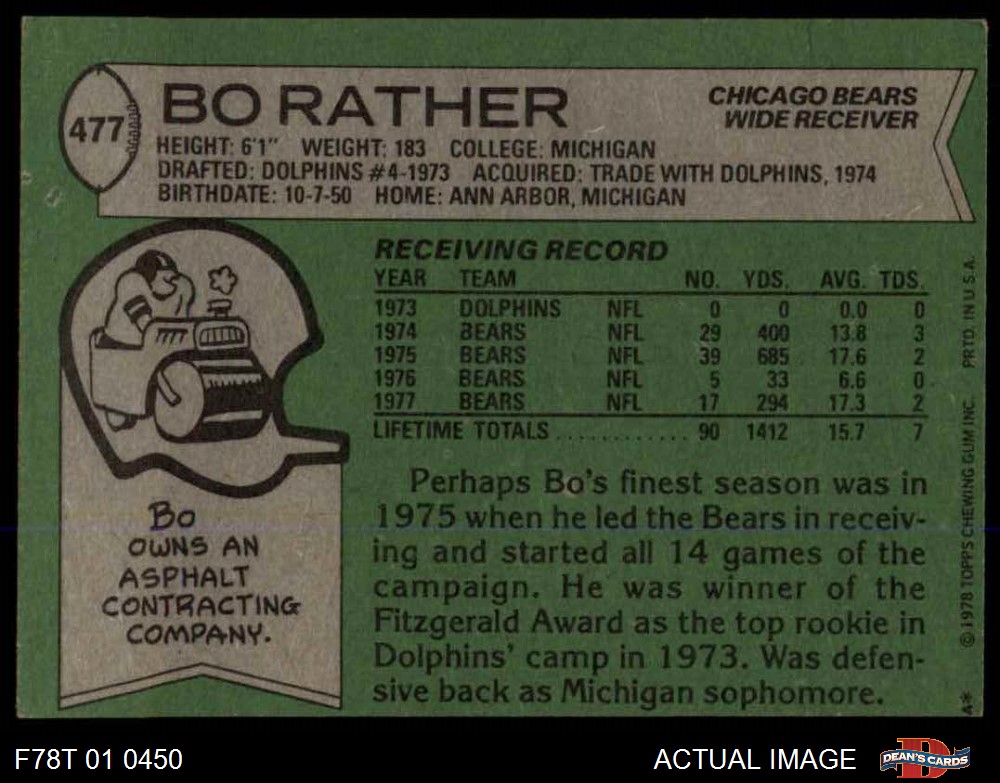 477
BO RATHER
CHICAGO BEARS
WIDE RECEIVER
HEIGHT: 6'1" WEIGHT: 183 COLLEGE: MICHIGAN
DRAFTED: DOLPHINS #4-1973 ACQUIRED: TRADE WITH DOLPHINS, 1974
BIRTHDATE: 10-7-50 HOME: ANN ARBOR, MICHIGAN
RECEIVING RECORD
YEAR TEAM NO. YDS. AVG. TDS.
1973 DOLPHINS NFL 0 0 0.0 0
1974 BEARS NFL 29 400 13.8 3
1975 BEARS NFL 39 685 17.6 2
1976 BEARS NFL 5 33 6.6 0
1977 BEARS NFL 17 294 17.3 2
LIFETIME TOTALS ............ 90 1412 15.7 7
Perhaps Bo's finest season was in
1975 when he led the Bears in receiv-
ing and started all 14 games of the
campaign. He was winner of the
Fitzgerald Award as the top rookie in
Dolphins' camp in 1973. Was defen-
sive back as Michigan sophomore.
Bo
OWNS AN
ASPHALT
CONTRACTING
COMPANY.
A* © 1978 TOPPS CHEWING GUM INC. PRTD. IN U.S.A.
F78T 01 0450
ACTUAL IMAGE
DEAN'S CARDS